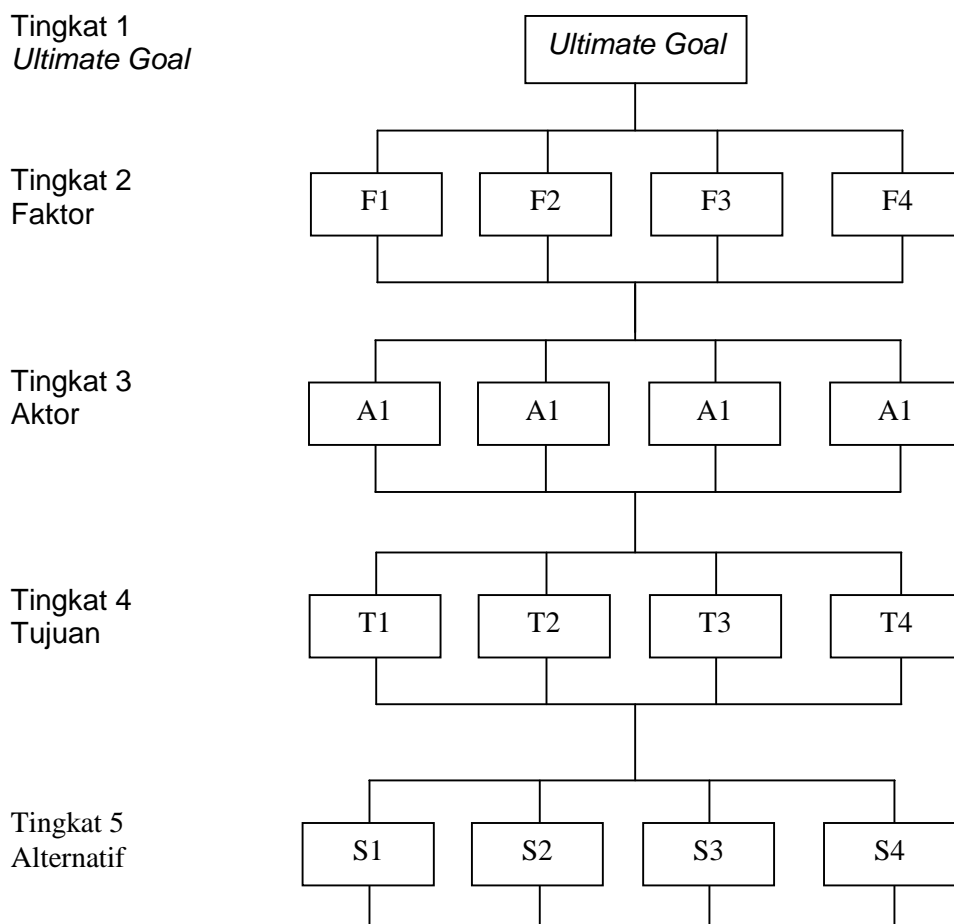 Tingkat 1
Ultimate Goal
Ultimate Goal
Tingkat 2
Faktor
F1 F2 F3 F4
Tingkat 3
Aktor
A1 A1 A1 A1
Tingkat 4
Tujuan
T1 T2 T3 T4
Tingkat 5
Alternatif
S1 S2 S3 S4